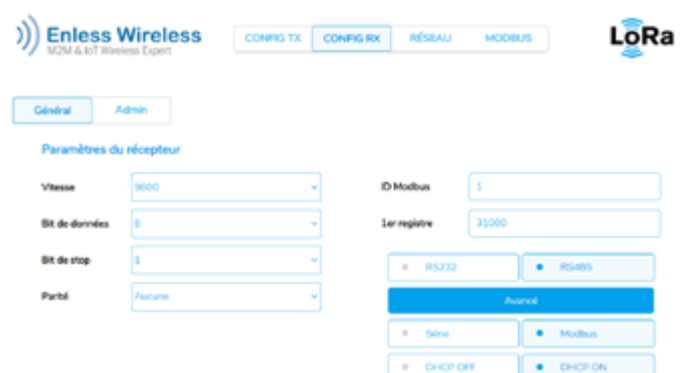 Enless Wireless
M2M & IoT Wireless Expert
CONFIG TX
CONFIG RX
RÉSEAU
MODBUS
LoRa
Général
Admin
Paramètres du récepteur
Vitesse
9600
ID Modbus
1
Bit de données
8
1er registre
31000
Bit de stop
1
RS232
RS485
Parité
Aucune
Avancé
Série
Modbus
DHCP OFF
DHCP ON